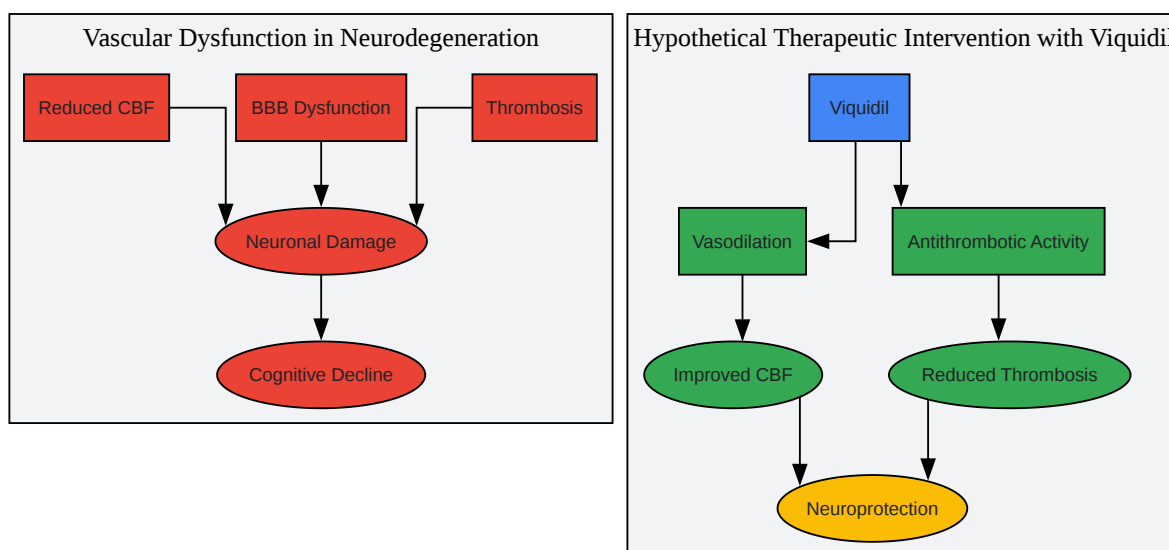 Vascular Dysfunction in Neurodegeneration
Reduced CBF
BBB Dysfunction
Thrombosis
Neuronal Damage
Cognitive Decline
Hypothetical Therapeutic Intervention with Viquidil
Viquidil
Vasodilation
Antithrombotic Activity
Improved CBF
Reduced Thrombosis
Neuroprotection